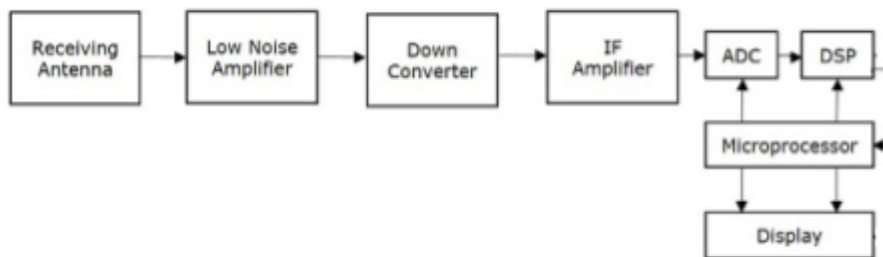 Receiving
Antenna
Low Noise
Amplifier
Down
Converter
IF
Amplifier
ADC
DSP
Microprocessor
Display